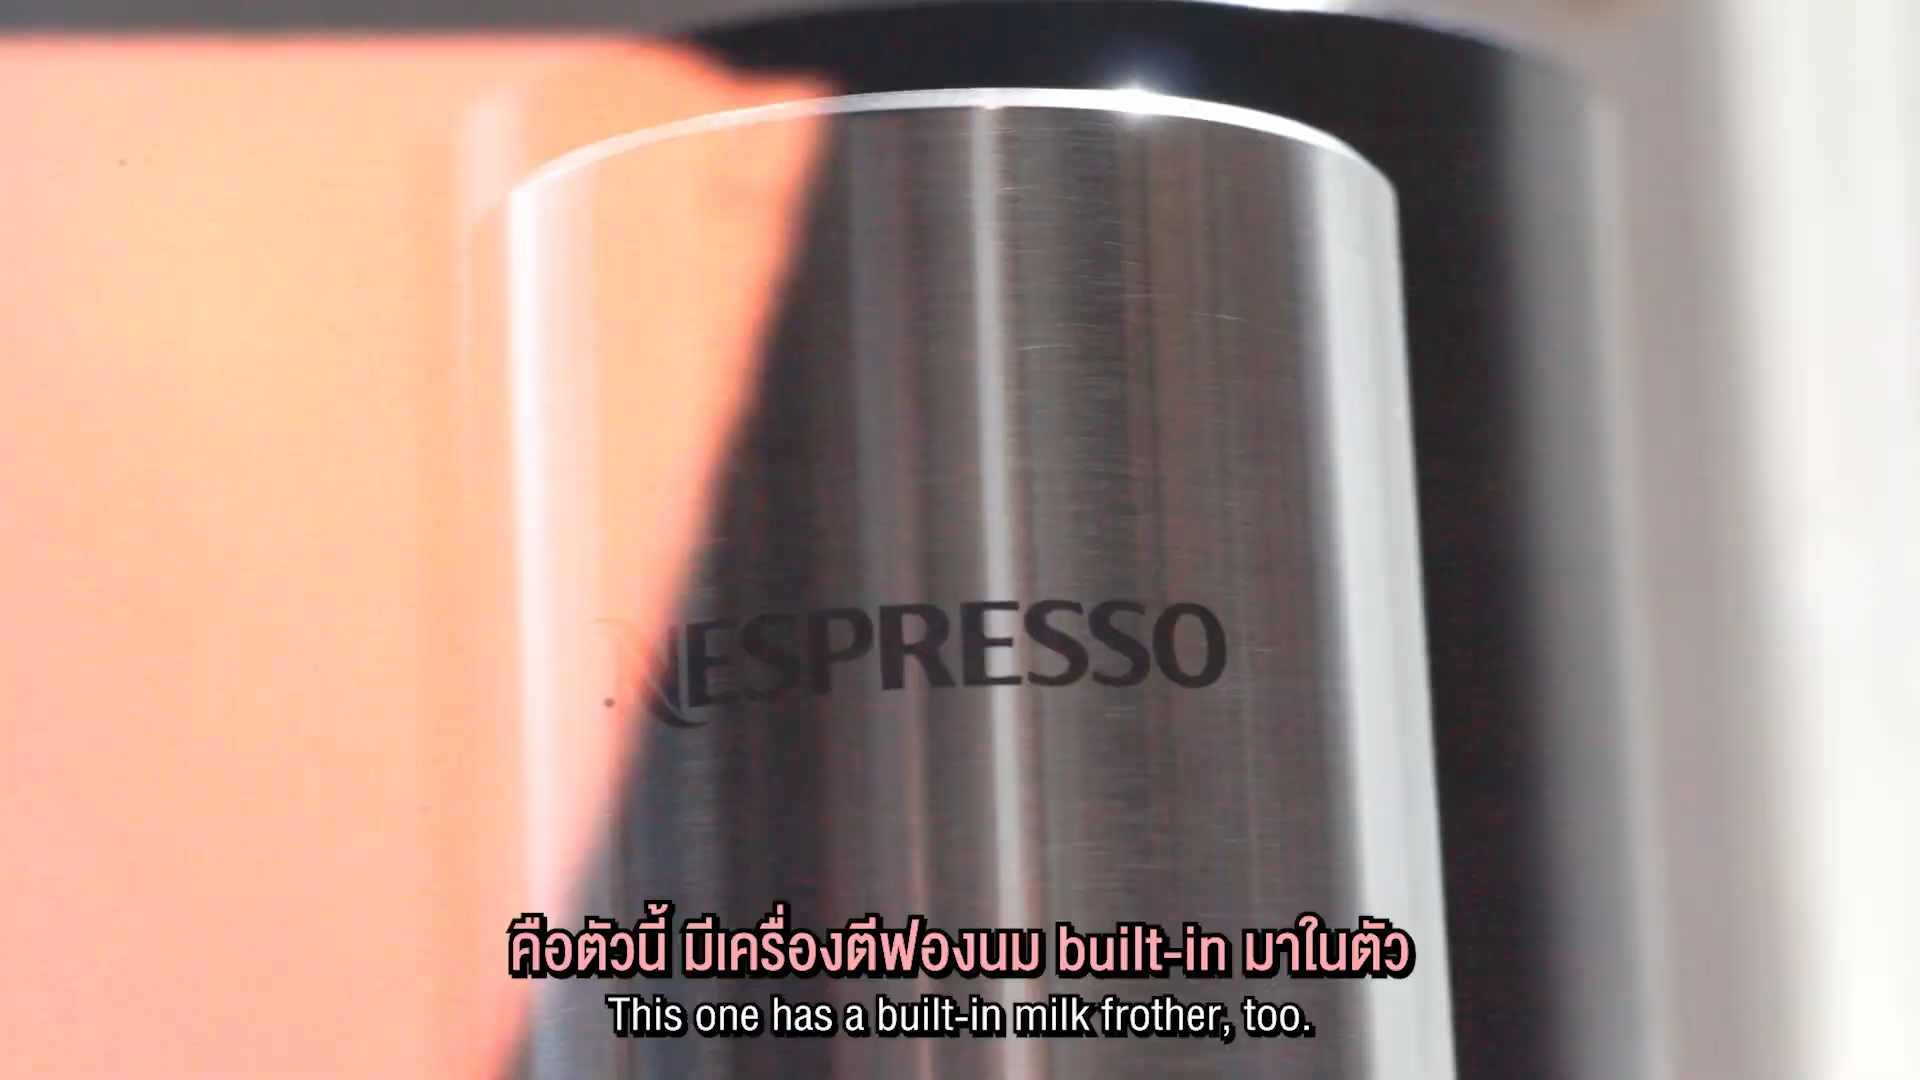 NESPRESSO
คือตัวนี้ มีเครื่องตีฟองนม built-in มาในตัว
This one has a built-in milk frother, too.